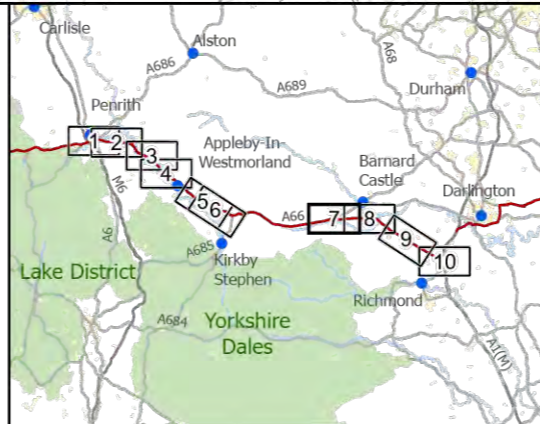 Carlisle
Alston
A68
A686
A689
Durham
Penrith
Appleby-In
Westmorland
Barnard
Castle
Darlington
1
2
3
4
5
6
7
8
9
10
M6
A66
A6
A685
Kirkby
Stephen
Lake District
Richmond
A684
Yorkshire
Dales
A1(M)